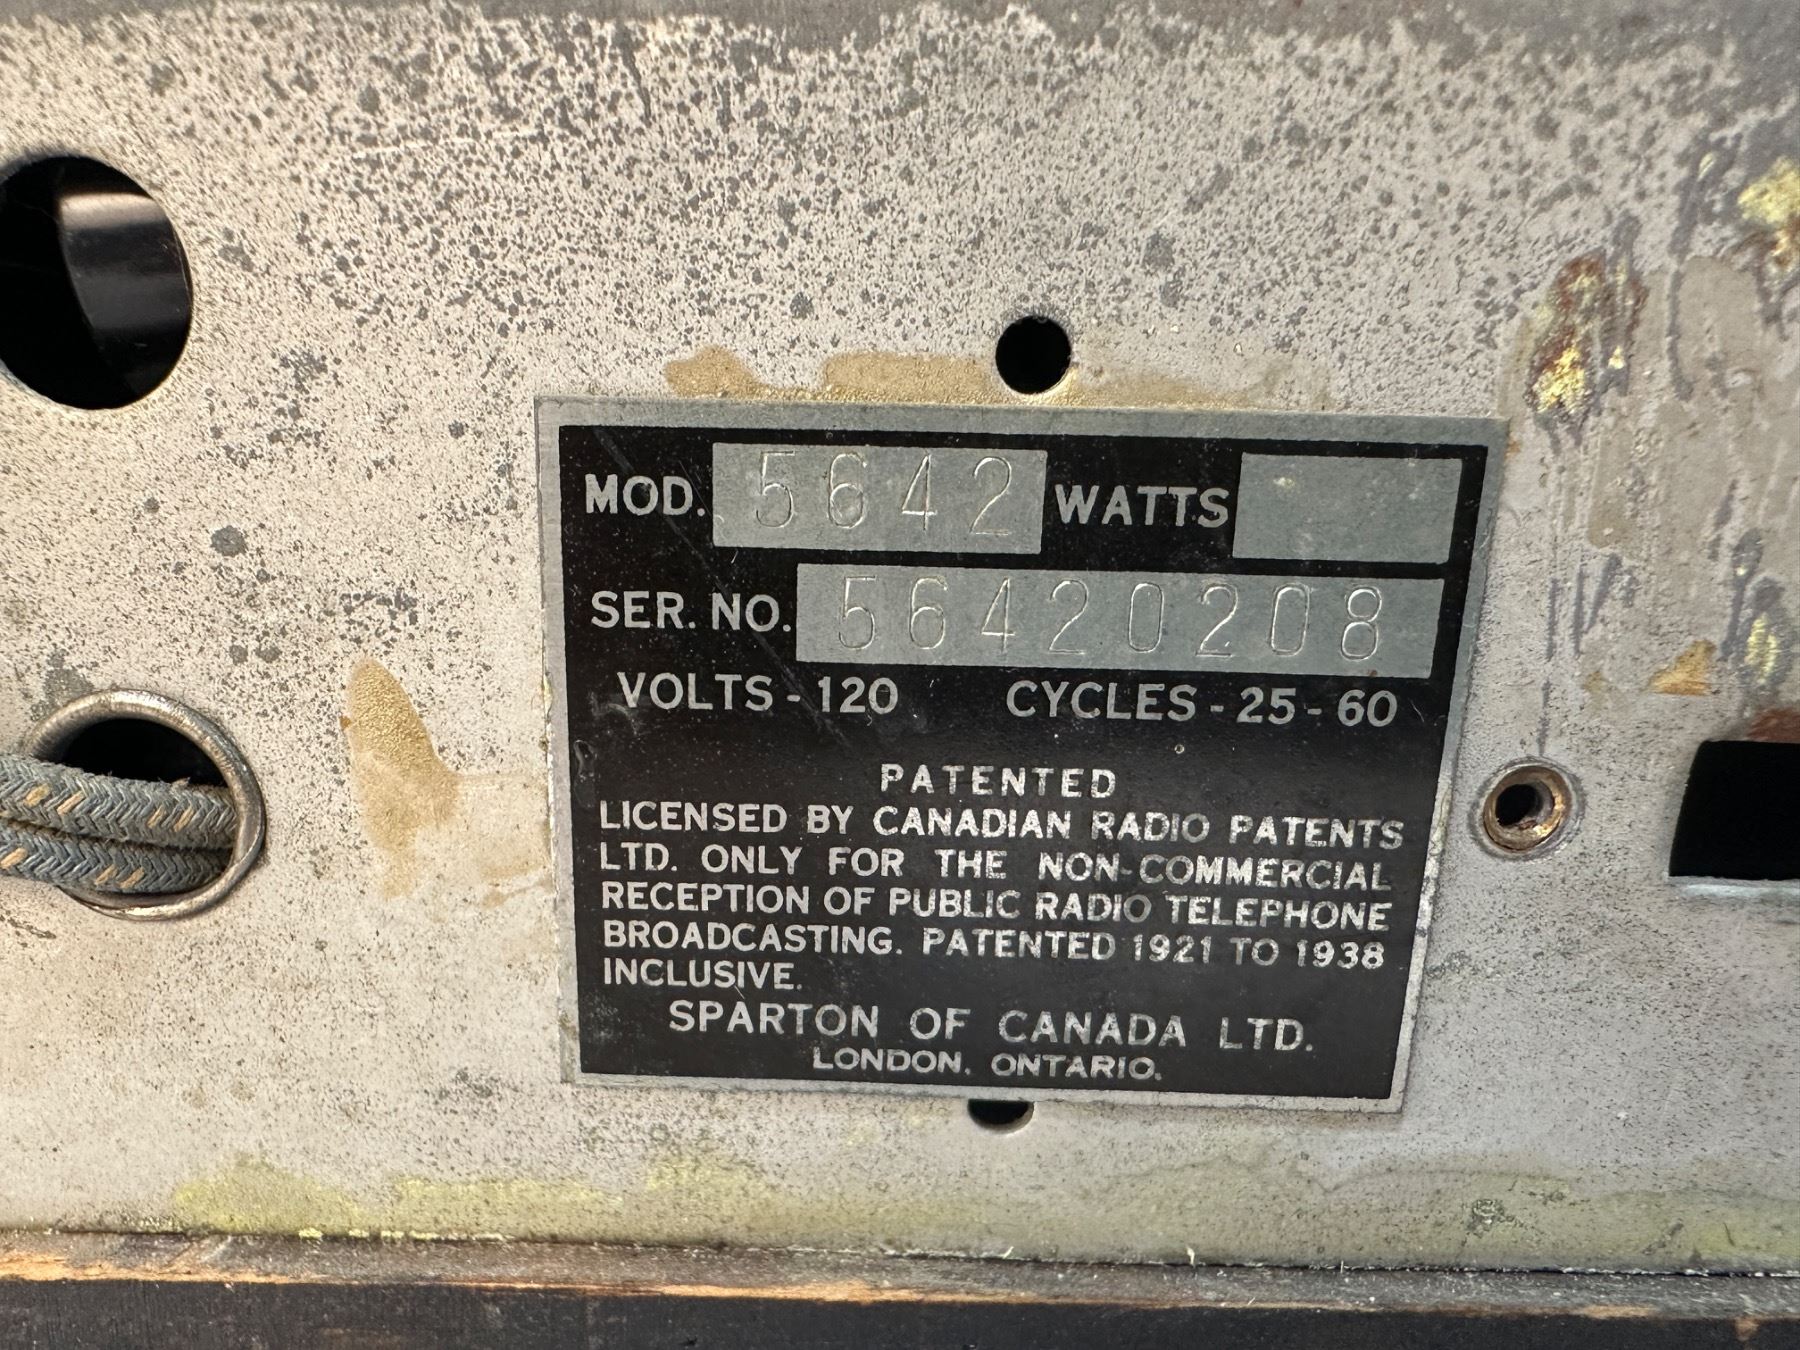 MOD. 5642 WATTS
SER. NO. 56420208
VOLTS - 120 CYCLES - 25 - 60
PATENTED
LICENSED BY CANADIAN RADIO PATENTS
LTD. ONLY FOR THE NON-COMMERCIAL
RECEPTION OF PUBLIC RADIO TELEPHONE
BROADCASTING. PATENTED 1921 TO 1938
INCLUSIVE.
SPARTON OF CANADA LTD.
LONDON, ONTARIO.